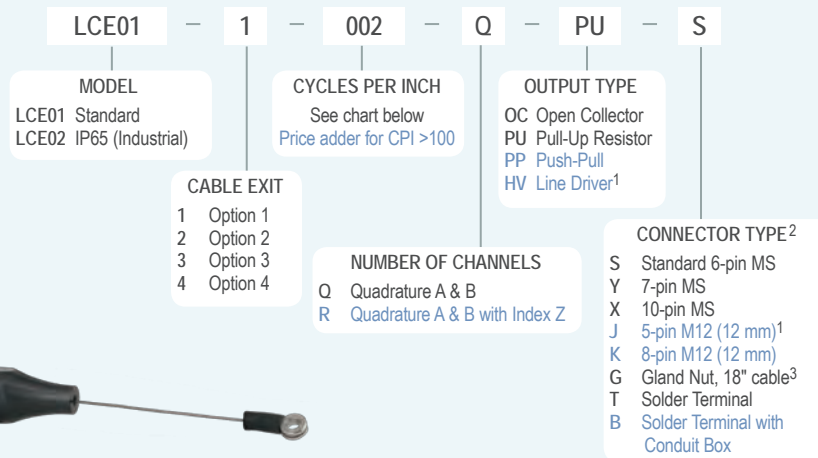 LCE01 – 1 – 002 – Q – PU – S
MODEL
LCE01 Standard
LCE02 IP65 (Industrial)
CYCLES PER INCH
See chart below
Price adder for CPI >100
OUTPUT TYPE
OC Open Collector
PU Pull-Up Resistor
PP Push-Pull
HV Line Driver1
CABLE EXIT
1 Option 1
2 Option 2
3 Option 3
4 Option 4
NUMBER OF CHANNELS
Q Quadrature A & B
R Quadrature A & B with Index Z
CONNECTOR TYPE2
S Standard 6-pin MS
Y 7-pin MS
X 10-pin MS
J 5-pin M12 (12 mm)1
K 8-pin M12 (12 mm)
G Gland Nut, 18" cable3
T Solder Terminal
B Solder Terminal with
Conduit Box